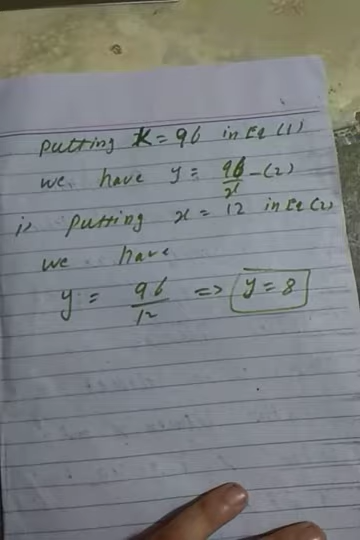 Putting K = 96 in Eq (1)
we have y = 96/x - (2)
i) Putting x = 12 in Eq (2)
we have
y = 96/12 => y = 8